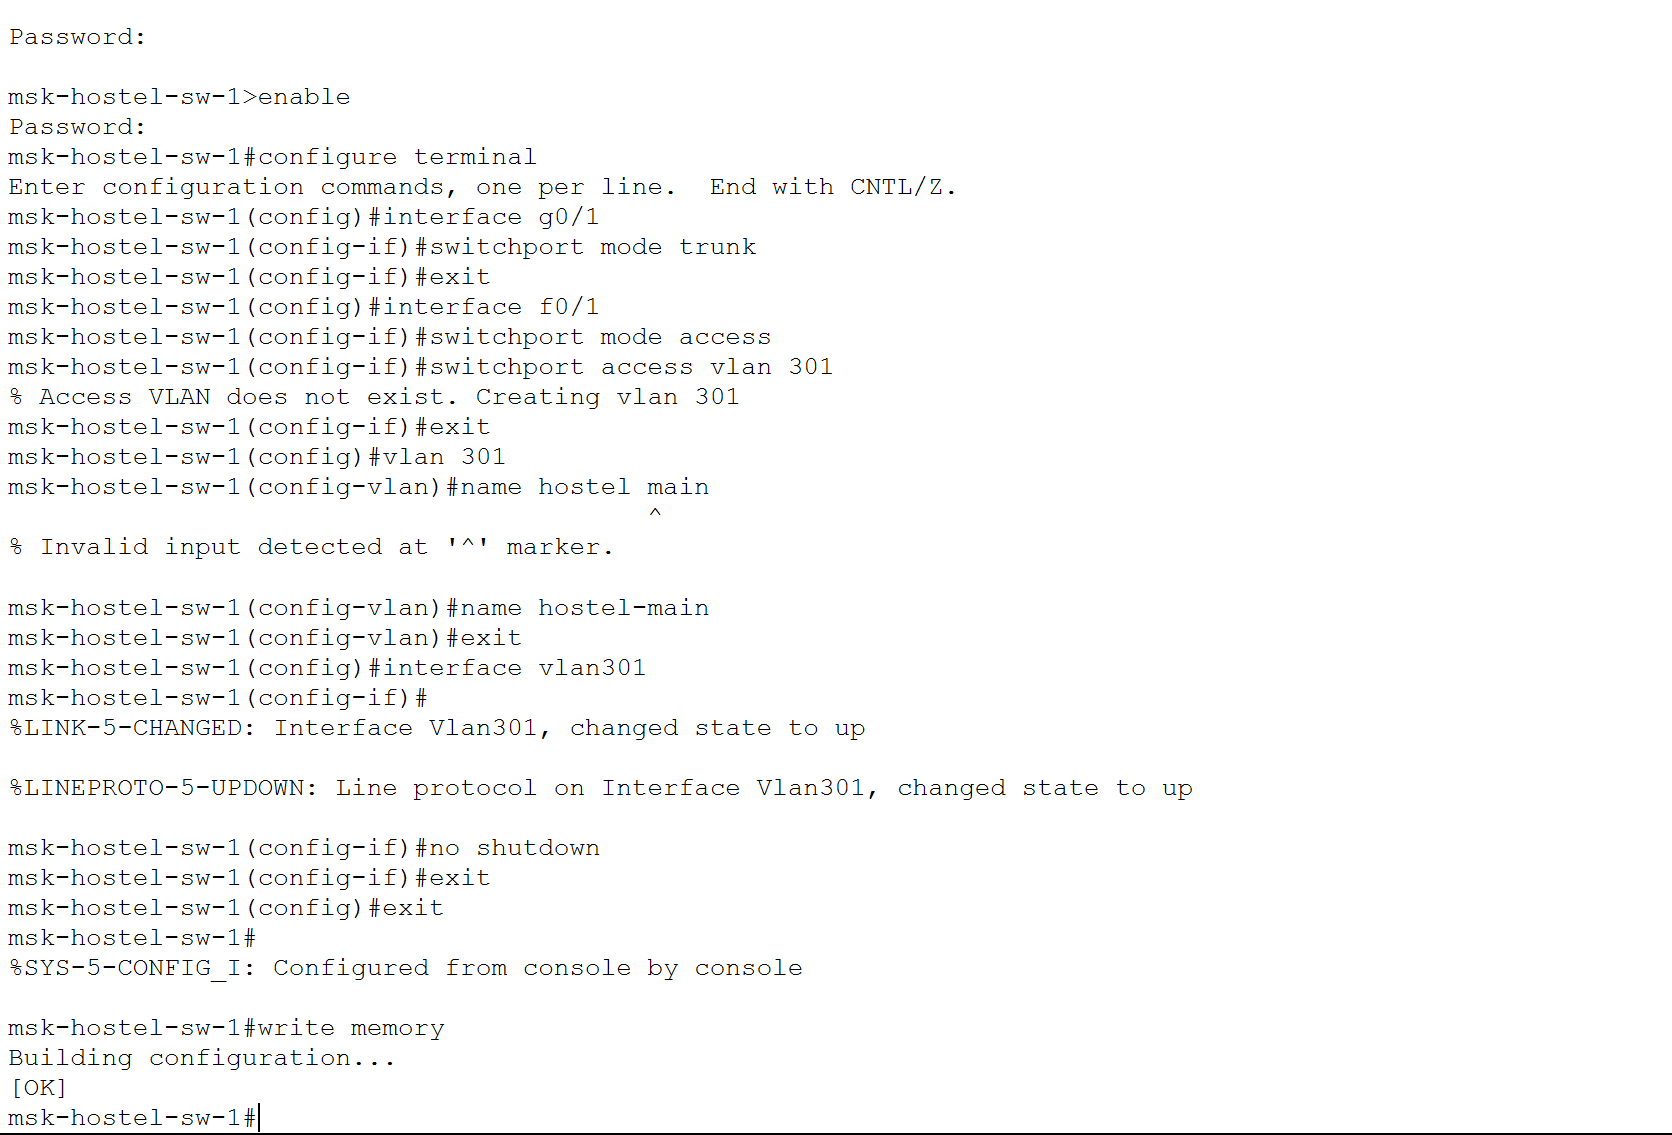 Password:
msk-hostel-sw-1>enable
Password:
msk-hostel-sw-1#configure terminal
Enter configuration commands, one per line.  End with CNTL/Z.
msk-hostel-sw-1(config)#interface g0/1
msk-hostel-sw-1(config-if)#switchport mode trunk
msk-hostel-sw-1(config-if)#exit
msk-hostel-sw-1(config)#interface f0/1
msk-hostel-sw-1(config-if)#switchport mode access
msk-hostel-sw-1(config-if)#switchport access vlan 301
% Access VLAN does not exist. Creating vlan 301
msk-hostel-sw-1(config-if)#exit
msk-hostel-sw-1(config)#vlan 301
msk-hostel-sw-1(config-vlan)#name hostel main
^
% Invalid input detected at '^' marker.
msk-hostel-sw-1(config-vlan)#name hostel-main
msk-hostel-sw-1(config-vlan)#exit
msk-hostel-sw-1(config)#interface vlan301
msk-hostel-sw-1(config-if)#
%LINK-5-CHANGED: Interface Vlan301, changed state to up
%LINEPROTO-5-UPDOWN: Line protocol on Interface Vlan301, changed state to up
msk-hostel-sw-1(config-if)#no shutdown
msk-hostel-sw-1(config-if)#exit
msk-hostel-sw-1(config)#exit
msk-hostel-sw-1#
%SYS-5-CONFIG_I: Configured from console by console
msk-hostel-sw-1#write memory
Building configuration...
[OK]
msk-hostel-sw-1#